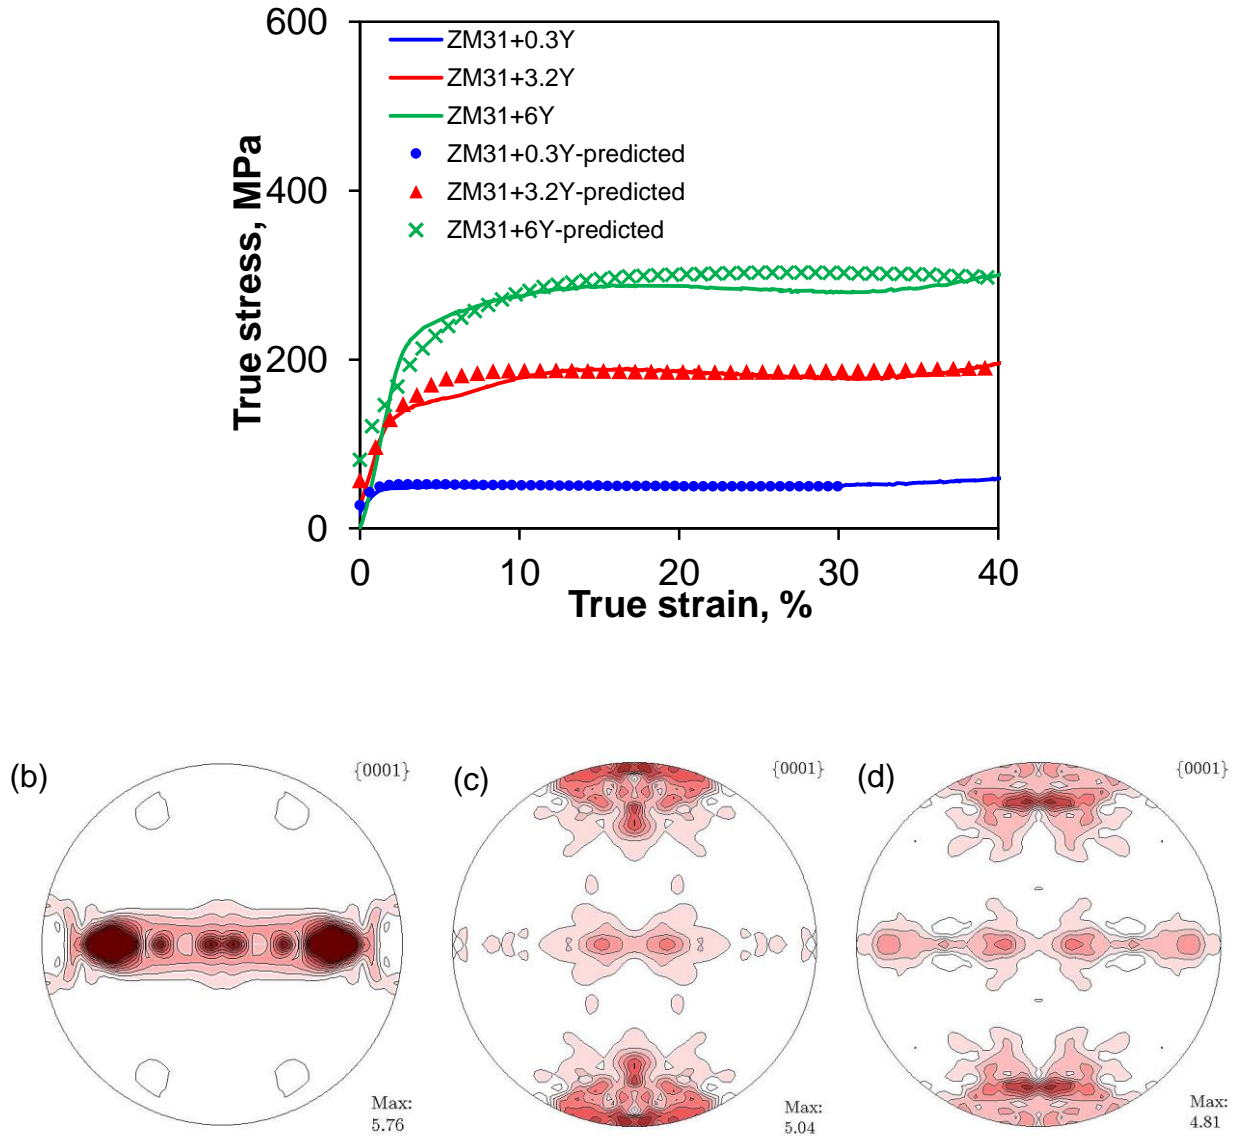 600
400
200
0
True stress, MPa
ZM31+0.3Y
ZM31+3.2Y
ZM31+6Y
ZM31+0.3Y-predicted
ZM31+3.2Y-predicted
ZM31+6Y-predicted
0 10 20 30 40
True strain, %
(b) {0001} (c) {0001} (d) {0001}
Max: Max: Max:
5.76 5.04 4.81